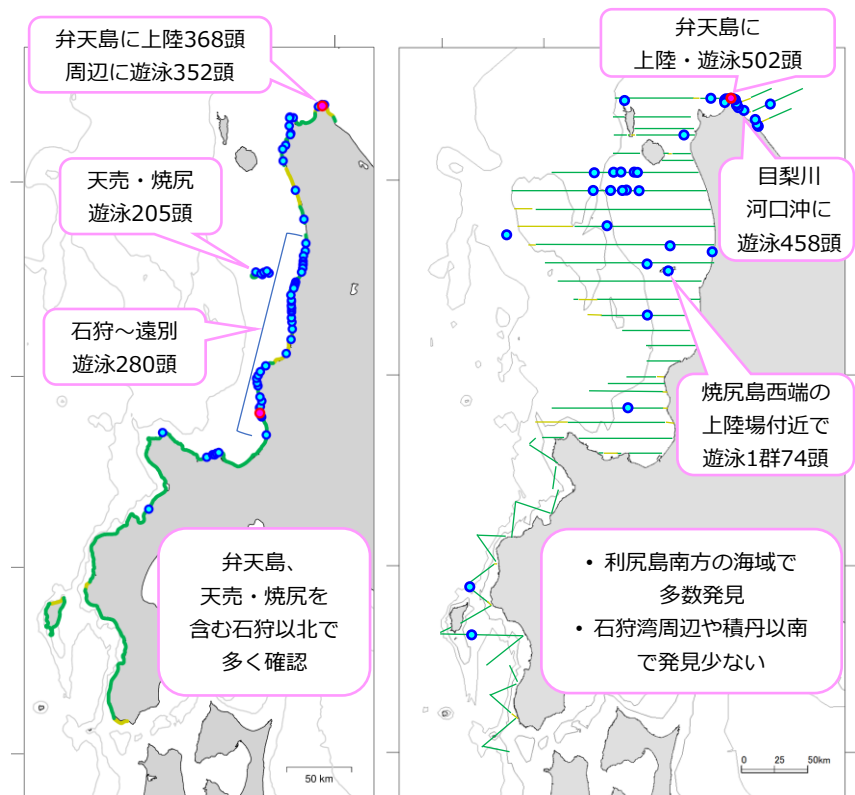 弁天島に上陸368頭
周辺に遊泳352頭
天売・焼尻
遊泳205頭
石狩～遠別
遊泳280頭
弁天島、
天売・焼尻を
含む石狩以北で
多く確認
50 km
弁天島に
上陸・遊泳502頭
目梨川
河口沖に
遊泳458頭
焼尻島西端の
上陸場付近で
遊泳1群74頭
• 利尻島南方の海域で
多数発見
• 石狩湾周辺や積丹以南
で発見少ない
0 25 50km